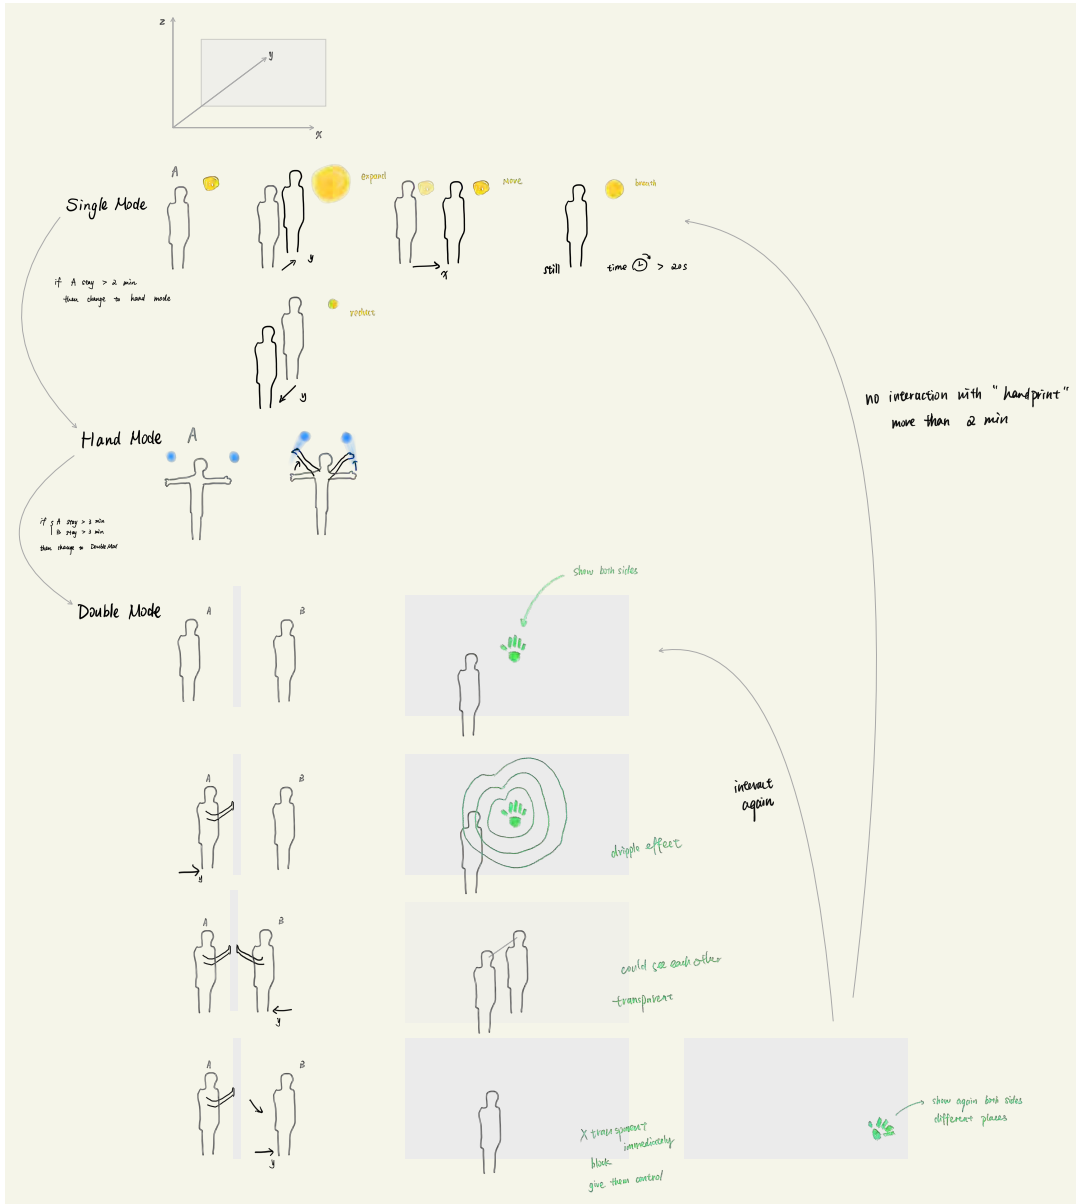 z
y
x
A
expand
move
breath
Single Mode
y
x
still
time > 20s
if A stay > 2 min
then change to hand mode
y
no interaction with "handprint"
more than 2 min
Hand Mode
A
if A stay > 3 min
B stay > 3 min
then change to Double Mode
show both sides
Double Mode
A
B
A
B
interact
again
dripple effect
y
A
B
could see each other
transparent
y
A
B
show again both sides
different places
X transparent
immediately
block
give them control
y